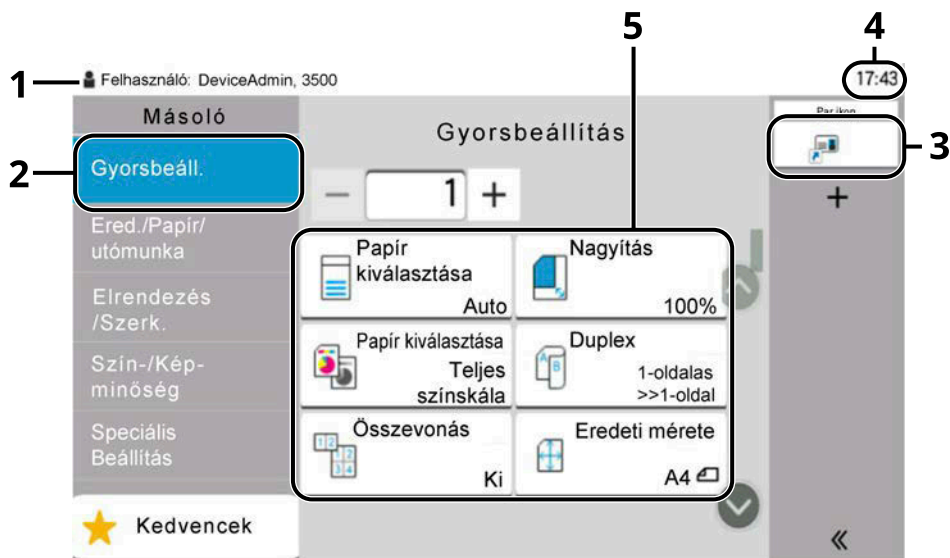 5
4
1
Felhasználó: DeviceAdmin, 3500
17:43
Másoló
Par.ikon
Gyorsbeállítás
3
2
Gyorsbeáll.
1
Ered./Papír/
utómunka
Papír
kiválasztása
Auto
Nagyítás
100%
Elrendezés
/Szerk.
Papír kiválasztása
Teljes
színskála
Duplex
1-oldalas
>>1-oldal
Szín-/Kép-
minőség
Összevonás
Ki
Eredeti mérete
A4
Speciális
Beállítás
Kedvencek